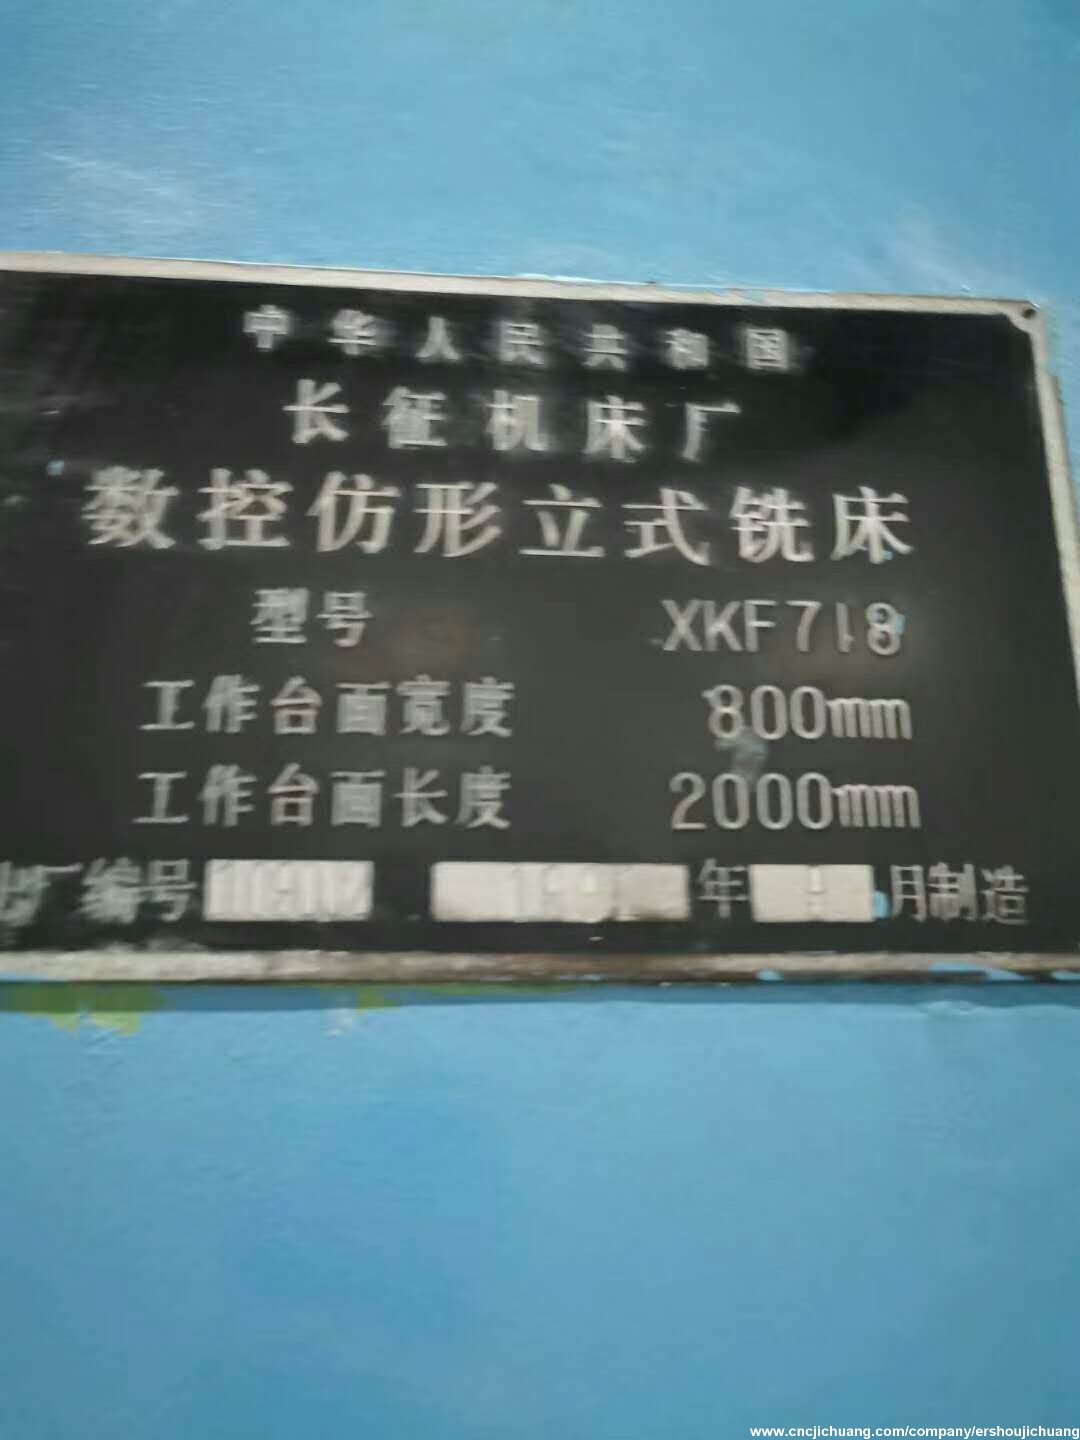 中华人民共和国
长征机床厂
数控仿形立式铣床
型号 XKF718
工作台面宽度 800mm
工作台面长度 2000mm
出厂编号 年 月制造
www.cncjichuang.com/company/ershoujichuang